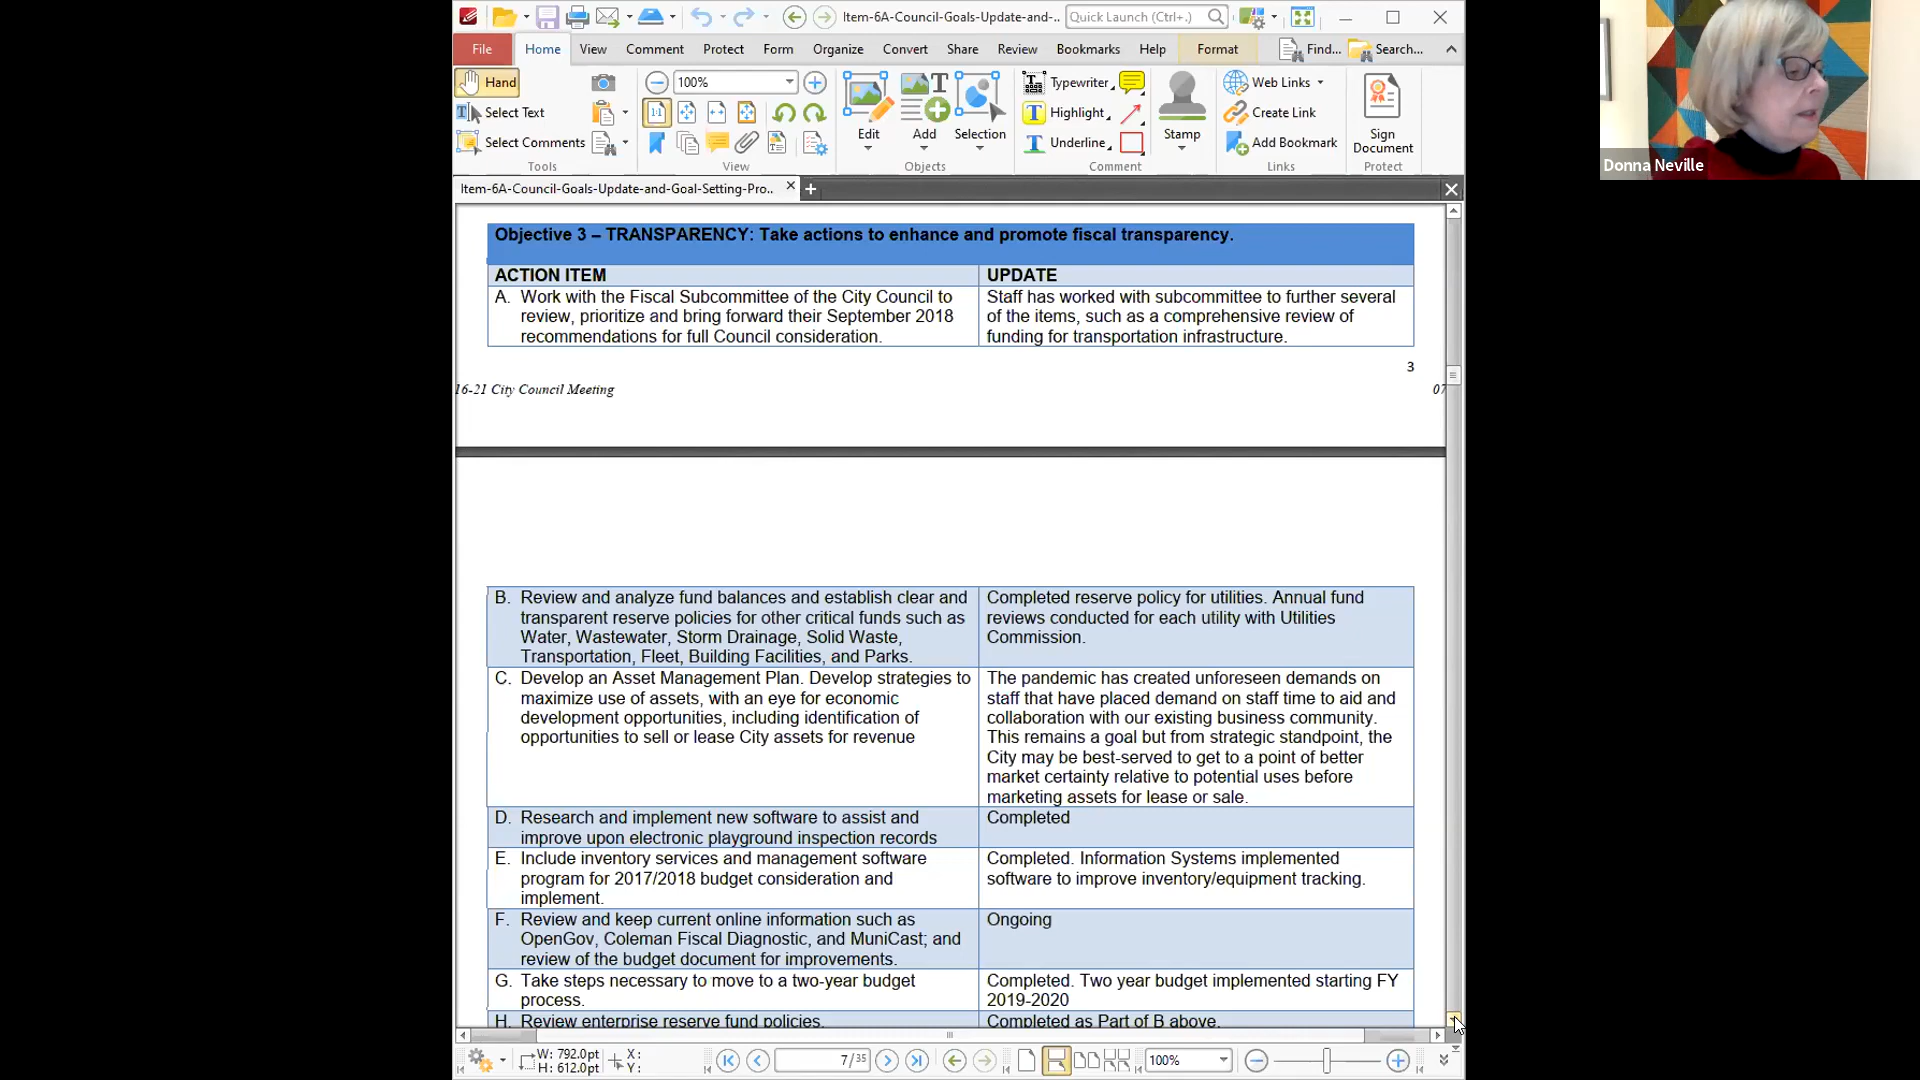 Item-6A-Council-Goals-Update-and-..
Quick Launch (Ctrl+.)
File
Home
View
Comment
Protect
Form
Organize
Convert
Share
Review
Bookmarks
Help
Format
Find...
Search...
Hand
Select Text
Select Comments
Tools
100%
View
Edit
Add
Selection
Objects
Typewriter
Highlight
Underline
Comment
Stamp
Web Links
Create Link
Add Bookmark
Links
Sign
Document
Protect
Donna Neville
Item-6A-Council-Goals-Update-and-Goal-Setting-Pro..
Objective 3 – TRANSPARENCY: Take actions to enhance and promote fiscal transparency.
ACTION ITEM
UPDATE
A. Work with the Fiscal Subcommittee of the City Council to
review, prioritize and bring forward their September 2018
recommendations for full Council consideration.
Staff has worked with subcommittee to further several
of the items, such as a comprehensive review of
funding for transportation infrastructure.
3
16-21 City Council Meeting
07
B. Review and analyze fund balances and establish clear and
transparent reserve policies for other critical funds such as
Water, Wastewater, Storm Drainage, Solid Waste,
Transportation, Fleet, Building Facilities, and Parks.
Completed reserve policy for utilities. Annual fund
reviews conducted for each utility with Utilities
Commission.
C. Develop an Asset Management Plan. Develop strategies to
maximize use of assets, with an eye for economic
development opportunities, including identification of
opportunities to sell or lease City assets for revenue
The pandemic has created unforeseen demands on
staff that have placed demand on staff time to aid and
collaboration with our existing business community.
This remains a goal but from strategic standpoint, the
City may be best-served to get to a point of better
market certainty relative to potential uses before
marketing assets for lease or sale.
D. Research and implement new software to assist and
improve upon electronic playground inspection records
Completed
E. Include inventory services and management software
program for 2017/2018 budget consideration and
implement.
Completed. Information Systems implemented
software to improve inventory/equipment tracking.
F. Review and keep current online information such as
OpenGov, Coleman Fiscal Diagnostic, and MuniCast; and
review of the budget document for improvements.
Ongoing
G. Take steps necessary to move to a two-year budget
process.
Completed. Two year budget implemented starting FY
2019-2020
H. Review enterprise reserve fund policies.
Completed as Part of B above.
W: 792.0pt
H: 612.0pt
X:
Y:
7/35
100%